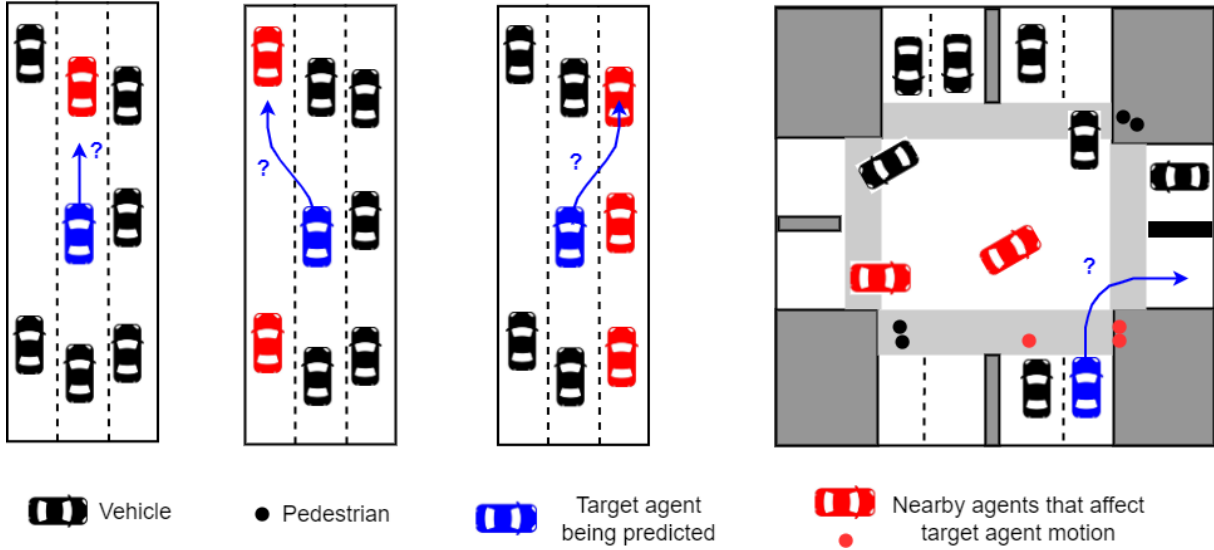 ?
?
?
?
Vehicle
Pedestrian
Target agent
being predicted
Nearby agents that affect
target agent motion